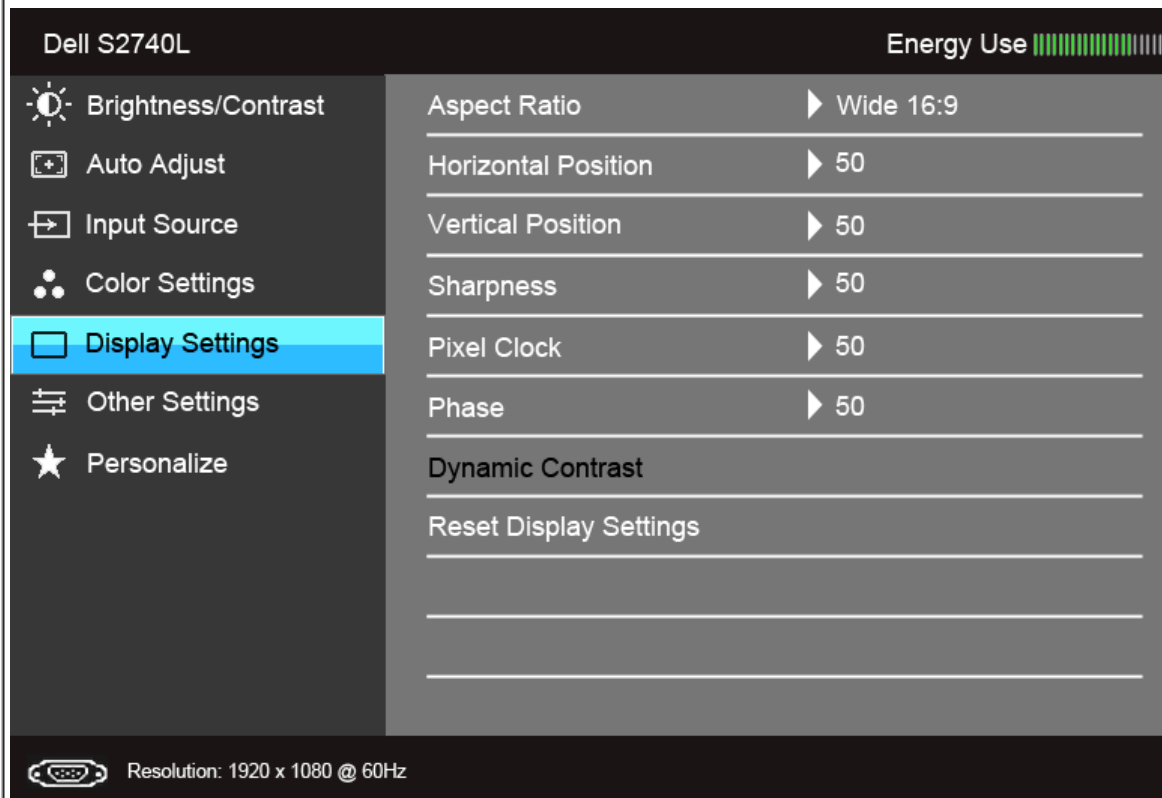 Dell S2740L
Energy Use
Brightness/Contrast
Auto Adjust
Input Source
Color Settings
Display Settings
Other Settings
Personalize
Aspect Ratio Wide 16:9
Horizontal Position 50
Vertical Position 50
Sharpness 50
Pixel Clock 50
Phase 50
Dynamic Contrast
Reset Display Settings
Resolution: 1920 x 1080 @ 60Hz